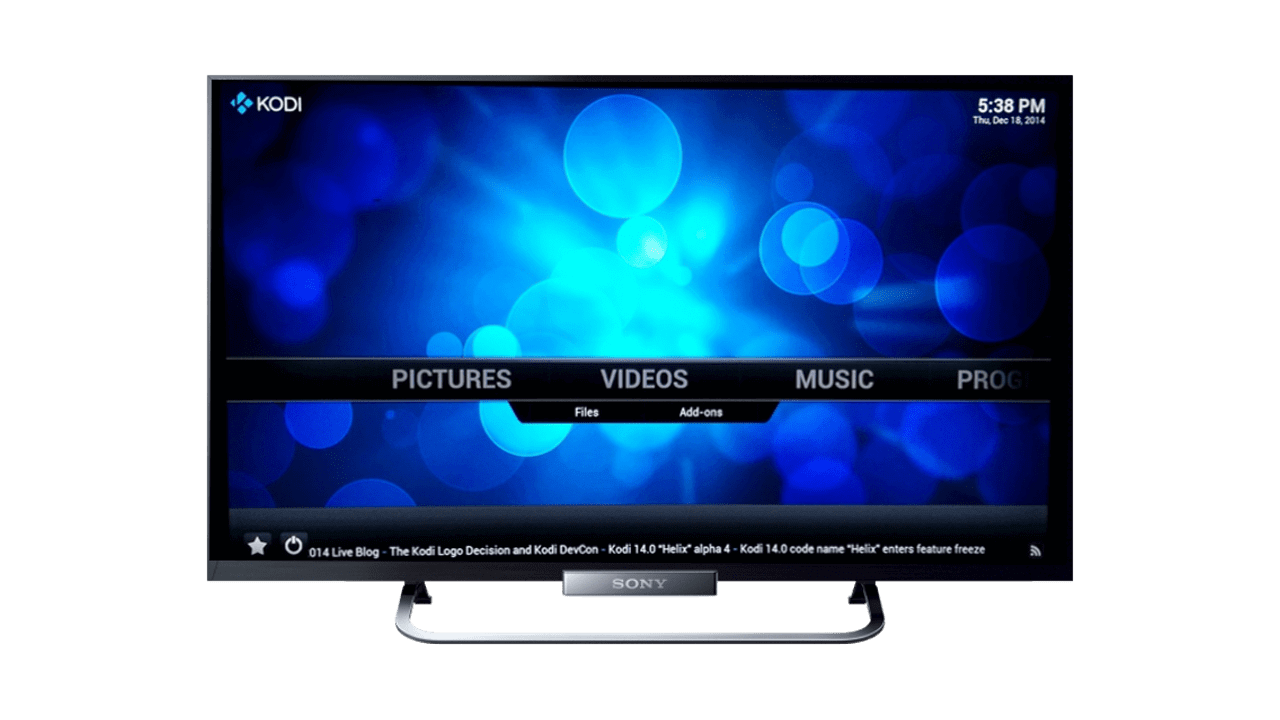 KODI
5:38 PM
Thu, Dec 18, 2014
PICTURES VIDEOS MUSIC PROG
Files Add-ons
014 Live Blog - The Kodi Logo Decision and Kodi DevCon - Kodi 14.0 "Helix" alpha 4 - Kodi 14.0 code name "Helix" enters feature freeze
SONY